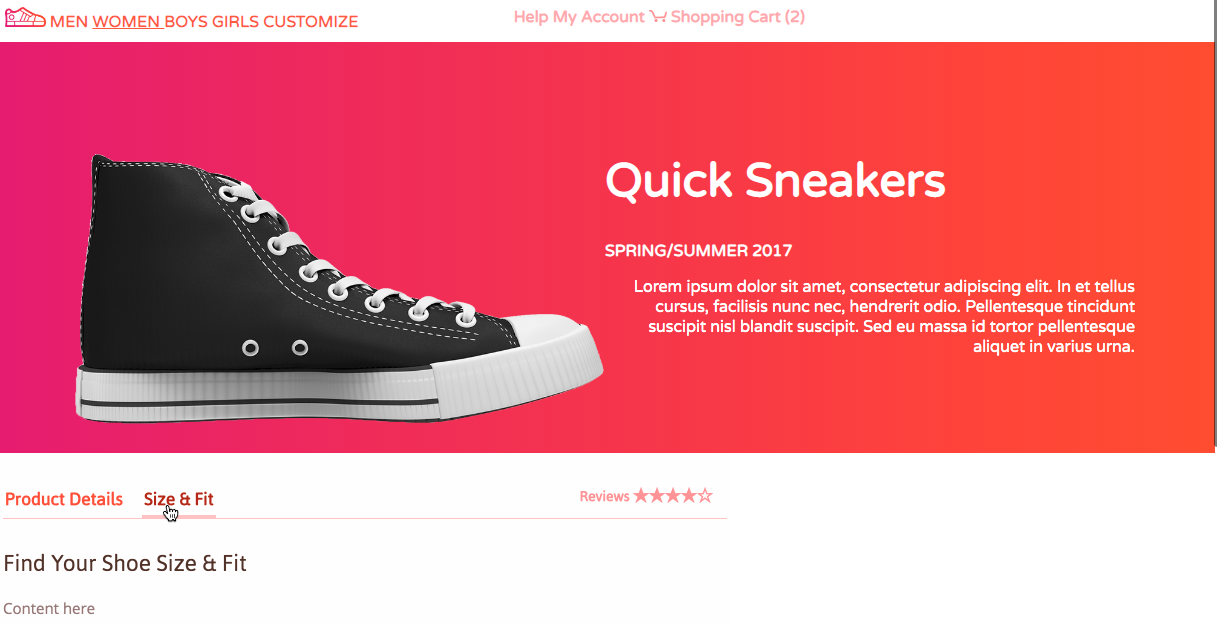 MEN WOMEN BOYS GIRLS CUSTOMIZE
Help My Account Shopping Cart (2)
Quick Sneakers
SPRING/SUMMER 2017
Lorem ipsum dolor sit amet, consectetur adipiscing elit. In et tellus
cursus, facilisis nunc nec, hendrerit odio. Pellentesque tincidunt
suscipit nisl blandit suscipit. Sed eu massa id tortor pellentesque
aliquet in varius urna.
Product Details Size & Fit
Reviews ★★★★☆
Find Your Shoe Size & Fit
Content here